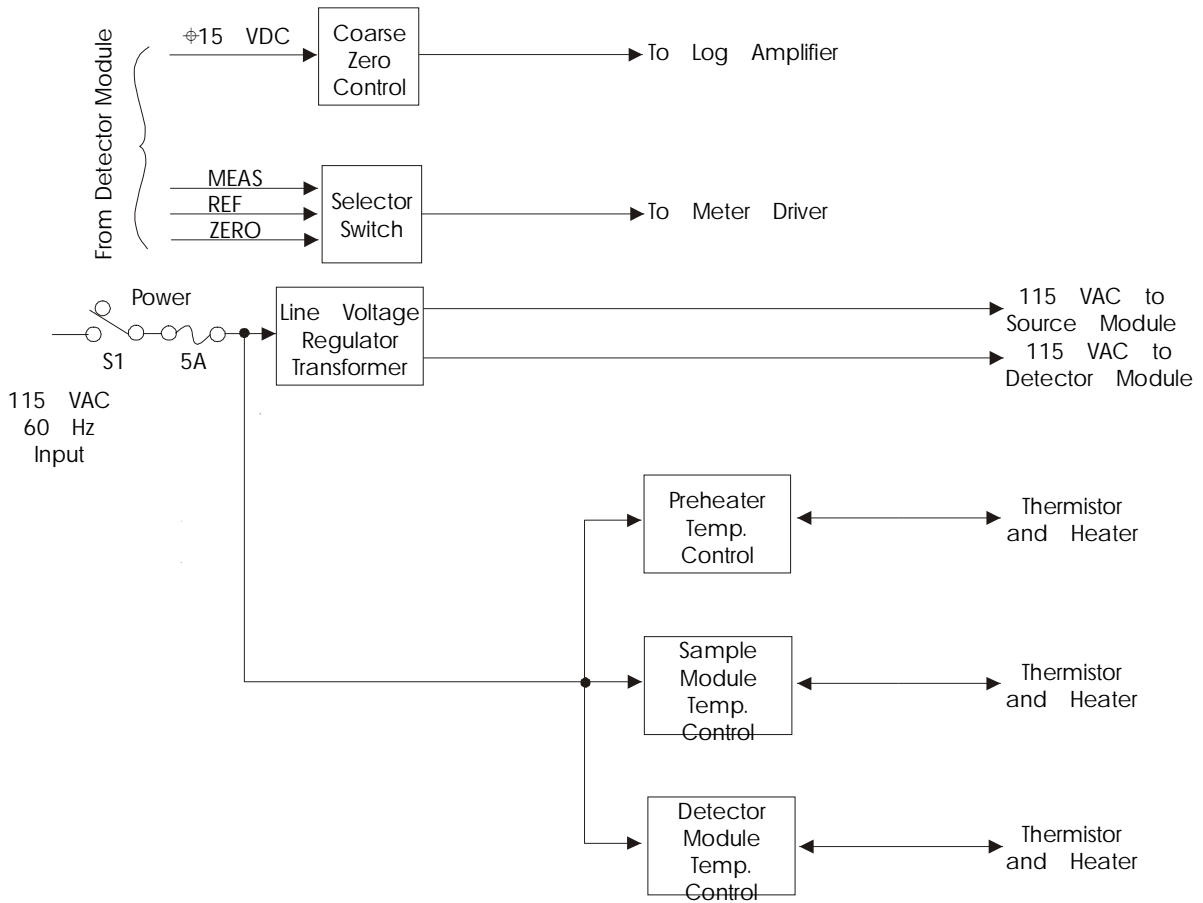 From Detector Module
⌖15 VDC
Coarse
Zero
Control
To Log Amplifier
MEAS
REF
ZERO
Selector
Switch
To Meter Driver
Power
S1
5A
115 VAC
60 Hz
Input
Line Voltage
Regulator
Transformer
115 VAC to
Source Module
115 VAC to
Detector Module
Preheater
Temp.
Control
Thermistor
and Heater
Sample
Module
Temp.
Control
Thermistor
and Heater
Detector
Module
Temp.
Control
Thermistor
and Heater